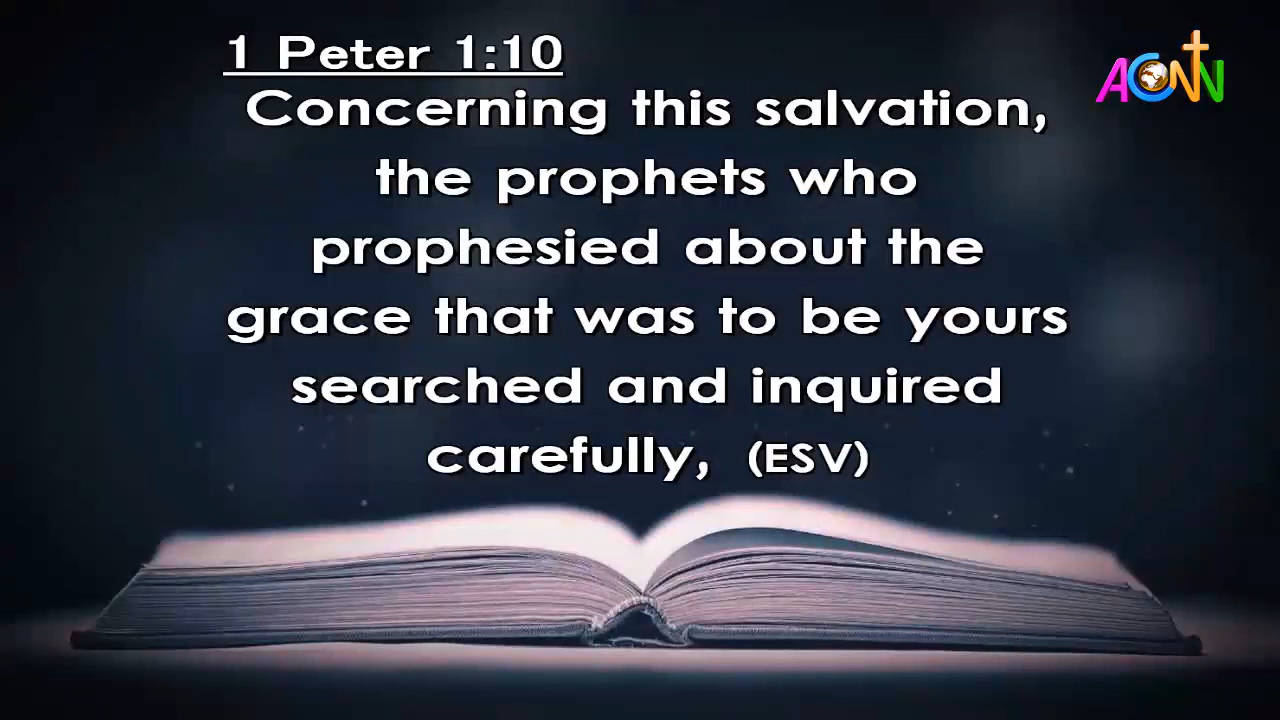 1 Peter 1:10
ACNN
Concerning this salvation,
the prophets who
prophesied about the
grace that was to be yours
searched and inquired
carefully, (ESV)